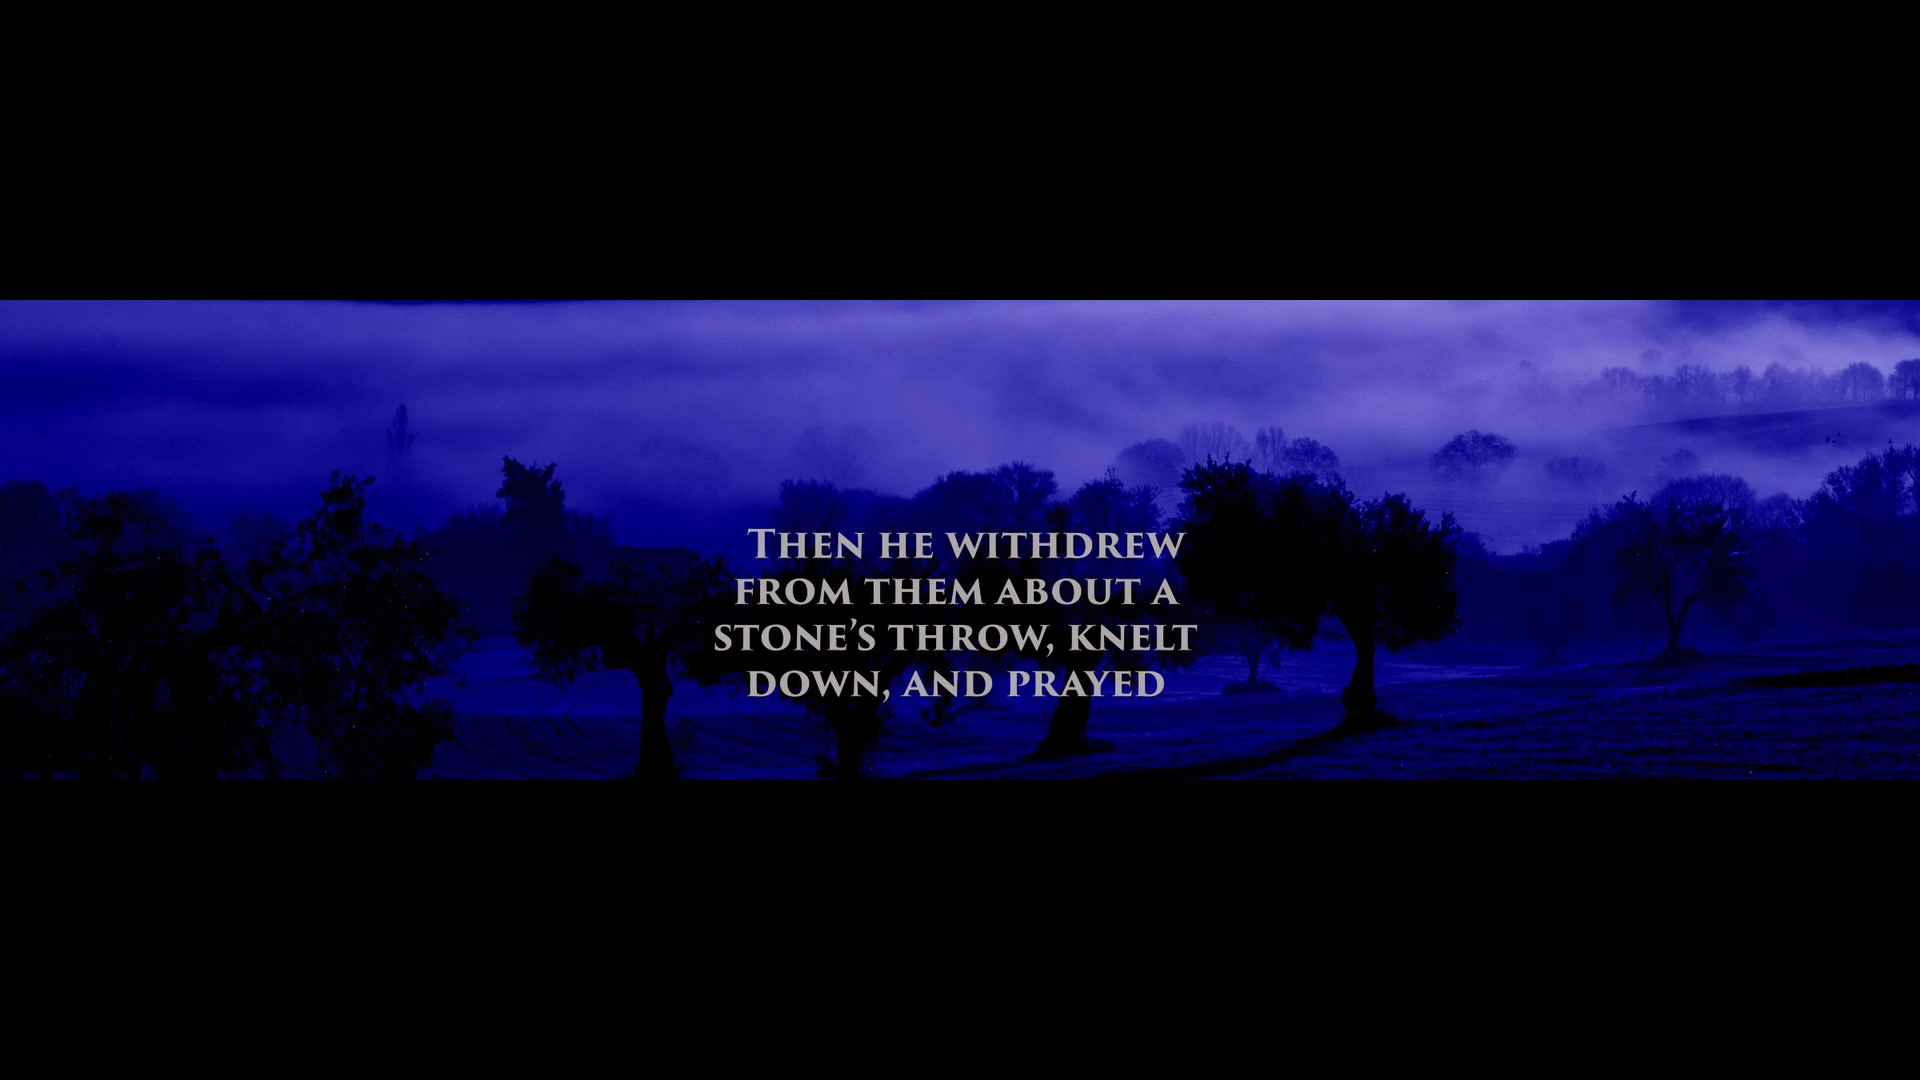 Then he withdrew
from them about a
stone’s throw, knelt
down, and prayed